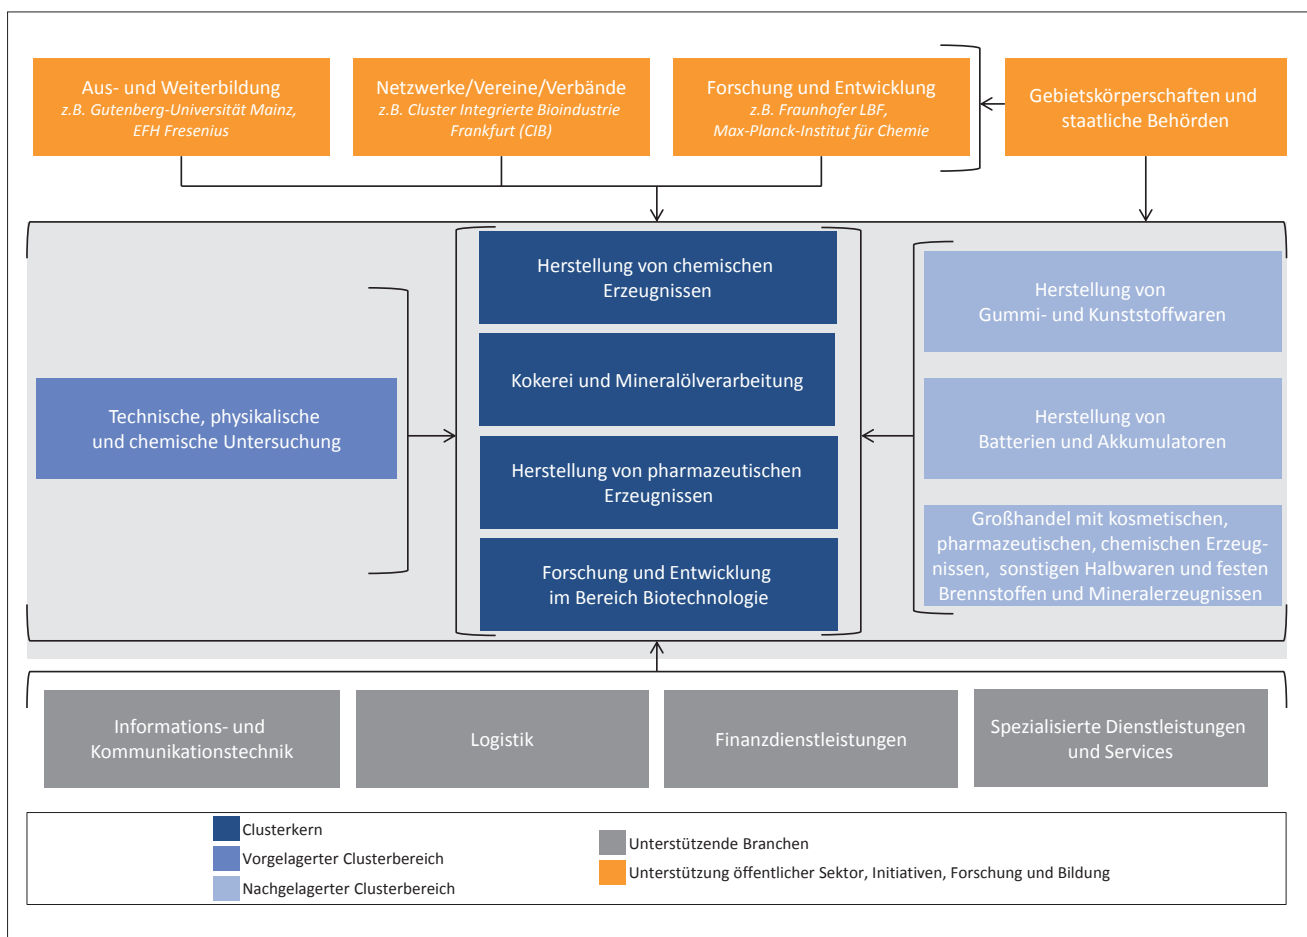 Aus- und Weiterbildung
z.B. Gutenberg-Universität Mainz,
EFH Fresenius
Netzwerke/Vereine/Verbände
z.B. Cluster Integrierte Bioindustrie
Frankfurt (CIB)
Forschung und Entwicklung
z.B. Fraunhofer LBF,
Max-Planck-Institut für Chemie
Gebietskörperschaften und
staatliche Behörden
Technische, physikalische
und chemische Untersuchung
Herstellung von chemischen
Erzeugnissen
Kokerei und Mineralölverarbeitung
Herstellung von pharmazeutischen
Erzeugnissen
Forschung und Entwicklung
im Bereich Biotechnologie
Herstellung von
Gummi- und Kunststoffwaren
Herstellung von
Batterien und Akkumulatoren
Großhandel mit kosmetischen,
pharmazeutischen, chemischen Erzeug-
nissen, sonstigen Halbwaren und festen
Brennstoffen und Mineralerzeugnissen
Informations- und
Kommunikationstechnik
Logistik
Finanzdienstleistungen
Spezialisierte Dienstleistungen
und Services
Clusterkern
Vorgelagerter Clusterbereich
Nachgelagerter Clusterbereich
Unterstützende Branchen
Unterstützung öffentlicher Sektor, Initiativen, Forschung und Bildung